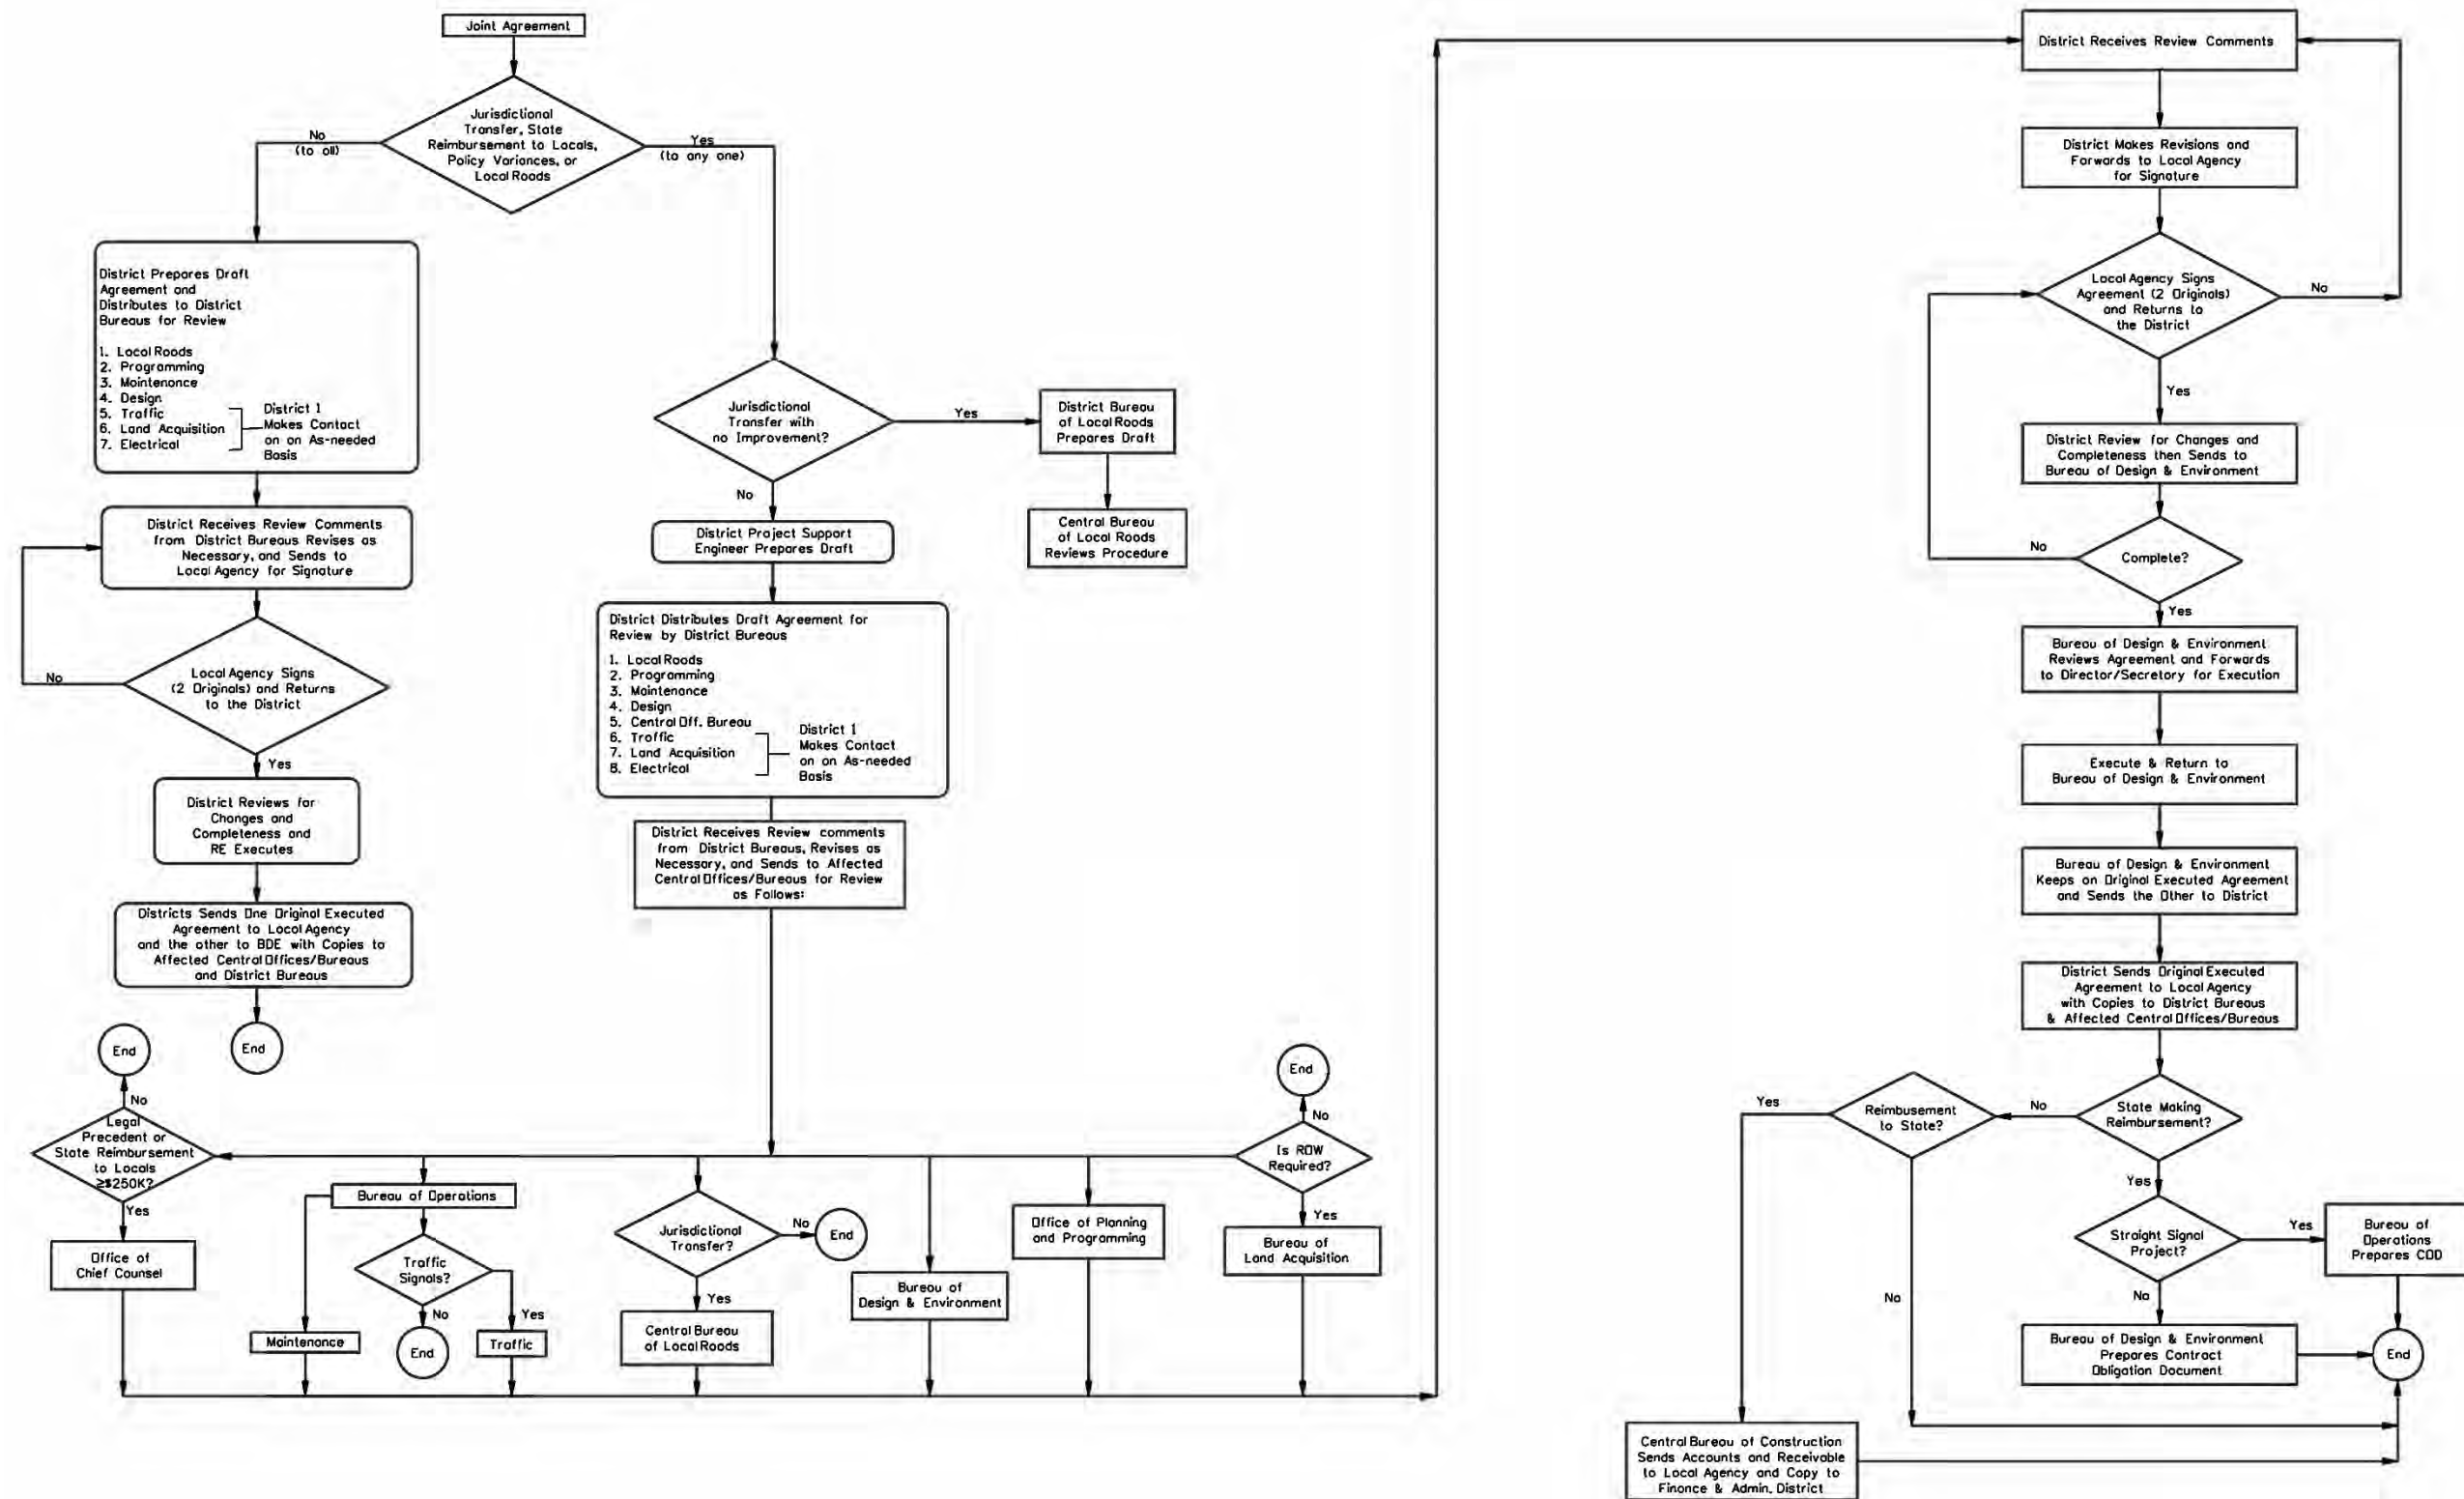 Joint Agreement
Jurisdictional
Transfer, State
Reimbursement to Locals,
Policy Variances, or
Local Roads
No
(to all)
Yes
(to any one)
District Prepares Draft
Agreement and
Distributes to District
Bureaus for Review
1. Local Roads
2. Programming
3. Maintenance
4. Design
5. Traffic
6. Land Acquisition
7. Electrical
District 1
Makes Contact
on on As-needed
Basis
District Receives Review Comments
from District Bureaus Revises as
Necessary, and Sends to
Local Agency for Signature
No
Local Agency Signs
(2 Originals) and Returns
to the District
Yes
District Reviews for
Changes and
Completeness and
RE Executes
Districts Sends One Original Executed
Agreement to Local Agency
and the other to BDE with Copies to
Affected Central Offices/Bureaus
and District Bureaus
End
Jurisdictional
Transfer with
no Improvement?
Yes
District Bureau
of Local Roads
Prepares Draft
Central Bureau
of Local Roads
Reviews Procedure
No
District Project Support
Engineer Prepares Draft
District Distributes Draft Agreement for
Review by District Bureaus
1. Local Roads
2. Programming
3. Maintenance
4. Design
5. Central Off. Bureau
6. Traffic
7. Land Acquisition
8. Electrical
District 1
Makes Contact
on on As-needed
Basis
District Receives Review comments
from District Bureaus, Revises as
Necessary, and Sends to Affected
Central Offices/Bureaus for Review
as Follows:
End
No
Legal
Precedent or
State Reimbursement
to Locals
≥$250K?
Yes
Office of
Chief Counsel
Bureau of Operations
Maintenance
Traffic
Signals?
No
End
Yes
Traffic
Jurisdictional
Transfer?
No
End
Yes
Central Bureau
of Local Roads
Bureau of
Design & Environment
Office of Planning
and Programming
End
No
Is ROW
Required?
Yes
Bureau of
Land Acquisition
District Receives Review Comments
District Makes Revisions and
Forwards to Local Agency
for Signature
Local Agency Signs
Agreement (2 Originals)
and Returns to
the District
No
Yes
District Review for Changes and
Completeness then Sends to
Bureau of Design & Environment
No
Complete?
Yes
Bureau of Design & Environment
Reviews Agreement and Forwards
to Director/Secretary for Execution
Execute & Return to
Bureau of Design & Environment
Bureau of Design & Environment
Keeps on Original Executed Agreement
and Sends the Other to District
District Sends Original Executed
Agreement to Local Agency
with Copies to District Bureaus
& Affected Central Offices/Bureaus
State Making
Reimbursement?
No
Reimbusement
to State?
Yes
No
Yes
Straight Signal
Project?
Yes
Bureau of
Operations
Prepares COD
No
Bureau of Design & Environment
Prepares Contract
Obligation Document
End
Central Bureau of Construction
Sends Accounts and Receivable
to Local Agency and Copy to
Finance & Admin. District